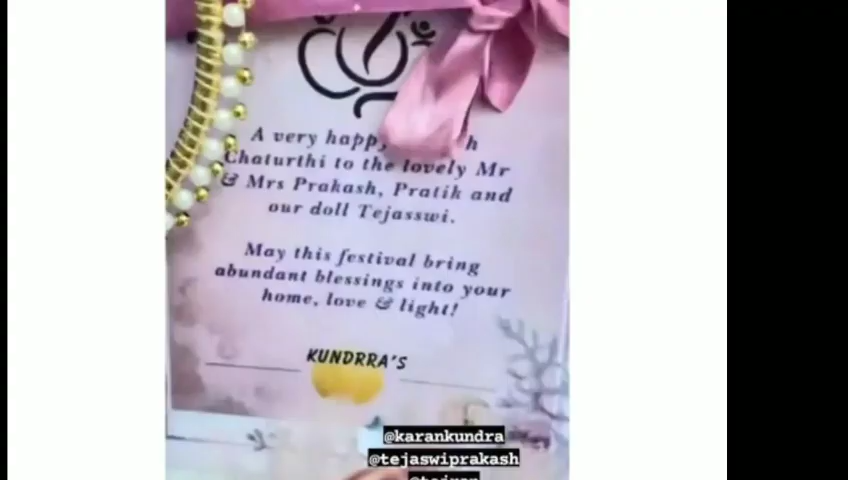 A very happy h
Chaturthi to the lovely Mr
& Mrs Prakash, Pratik and
our doll Tejasswi.
May this festival bring
abundant blessings into your
home, love & light!
KUNDRRA'S
@karankundra
@tejaswiprakash